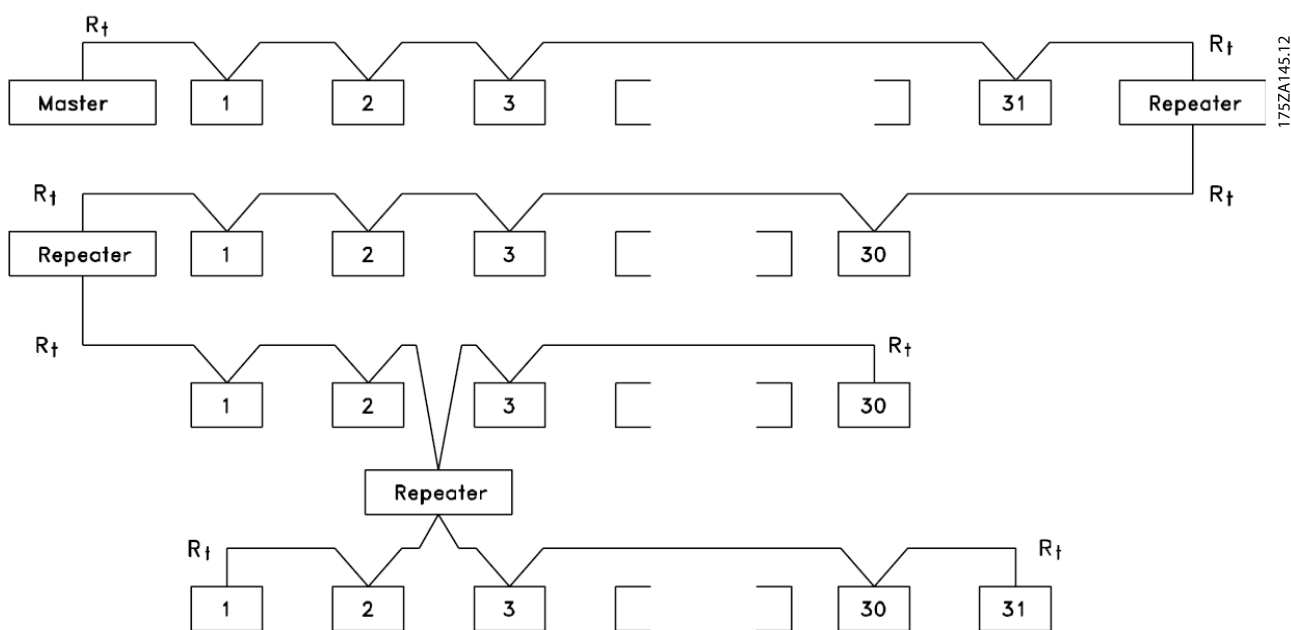 Rt
Rt
Master 1 2 3 31 Repeater
175ZA145.12
Rt Rt
Repeater 1 2 3 30
Rt Rt
1 2 3 30
Repeater
Rt Rt
1 2 3 30 31